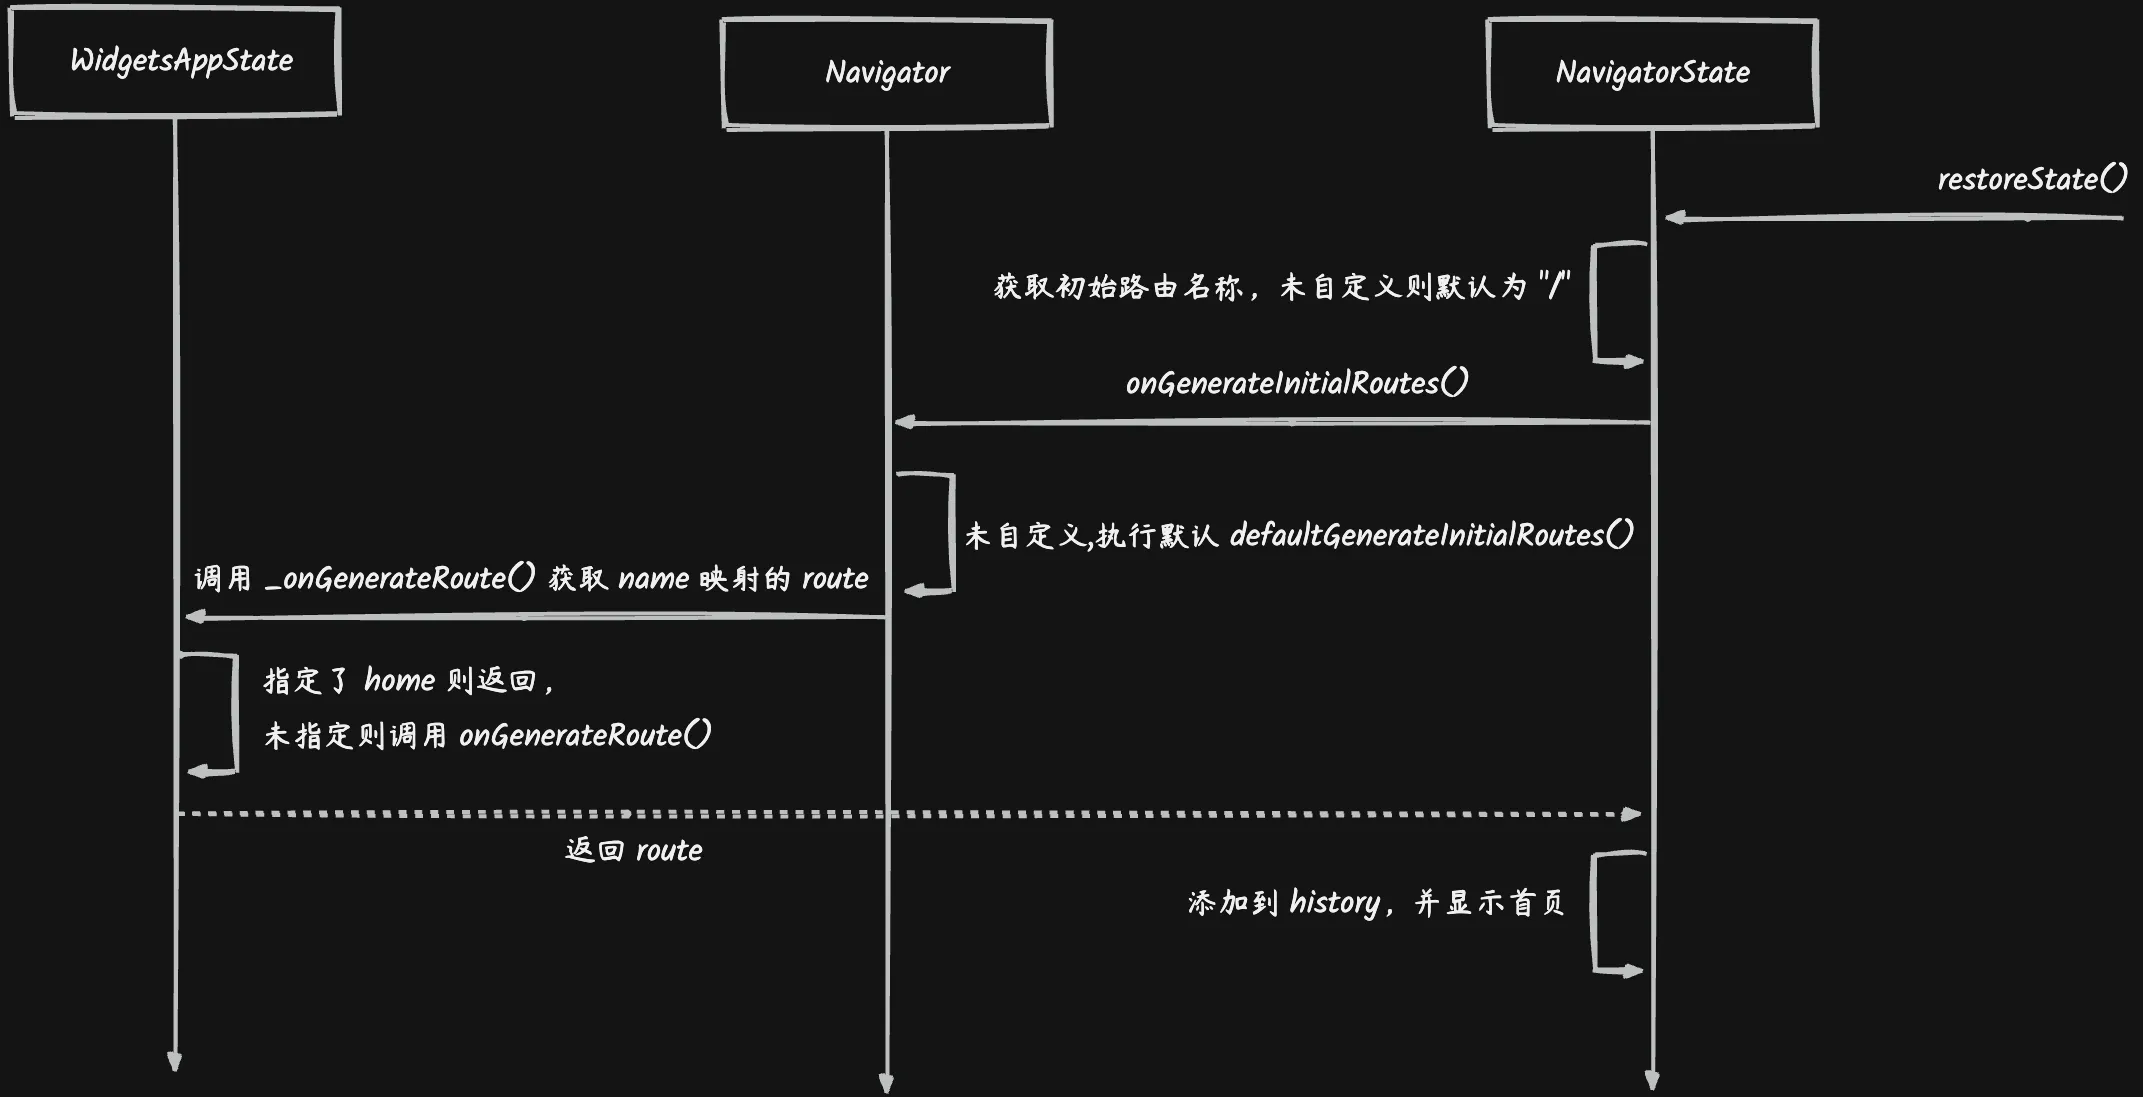 WidgetsAppState
Navigator
NavigatorState
restoreState()
获取初始路由名称，未自定义则默认为 "/"
onGenerateInitialRoutes()
未自定义,执行默认 defaultGenerateInitialRoutes()
调用 _onGenerateRoute() 获取 name 映射的 route
指定了 home 则返回，
未指定则调用 onGenerateRoute()
返回 route
添加到 history，并显示首页